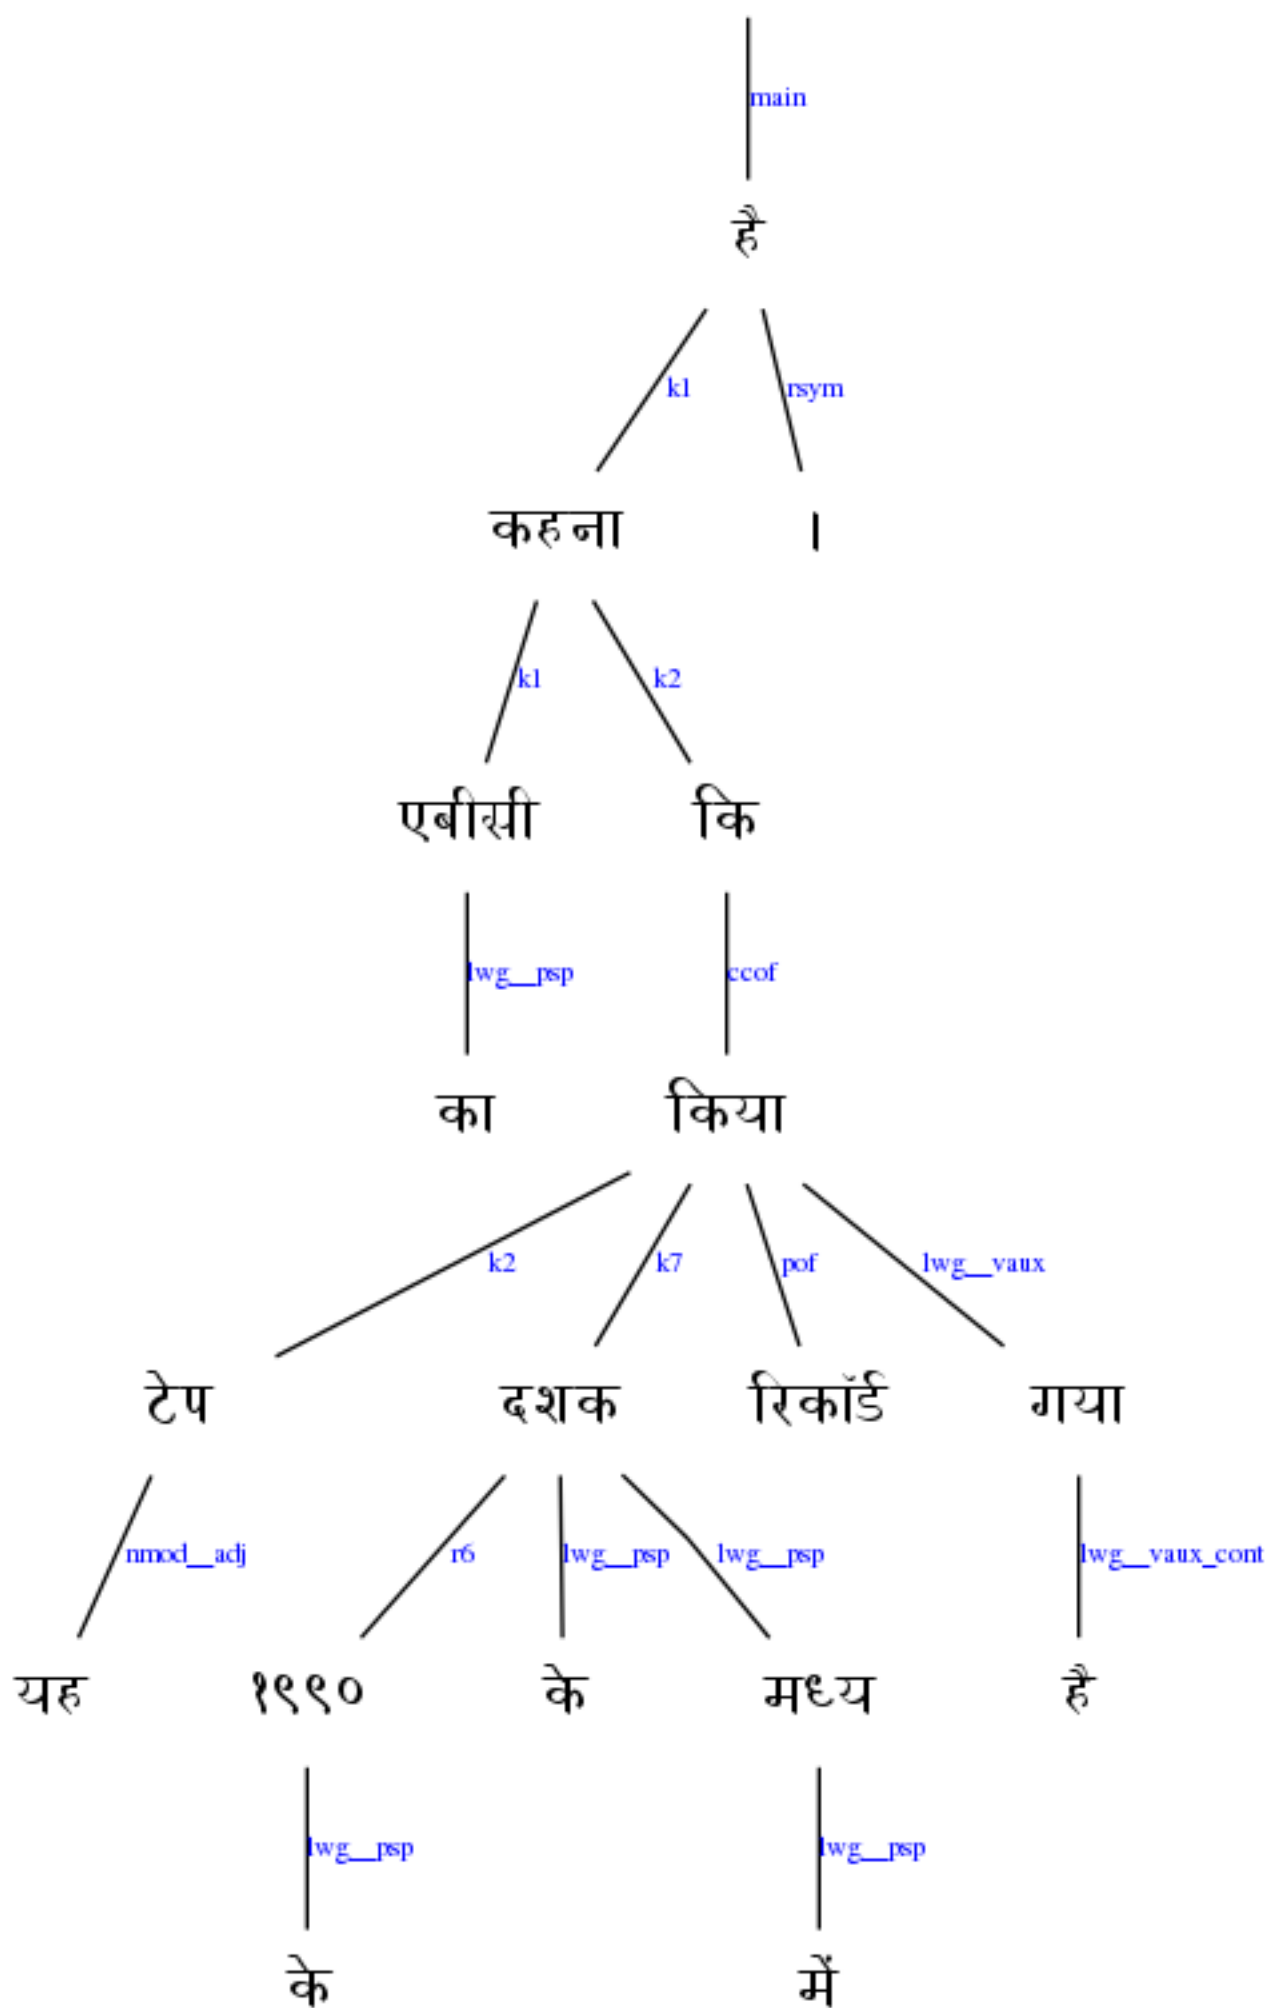 main
है
k1 rsym
कहना ।
k1 k2
एबीसी कि
lwg__psp ccof
का किया
k2 k7 pof lwg__vaux
टेप दशक रिकॉर्ड गया
nmod__adj r6 lwg__psp lwg__psp lwg__vaux_cont
यह १९९० के मध्य है
lwg__psp lwg__psp
के में